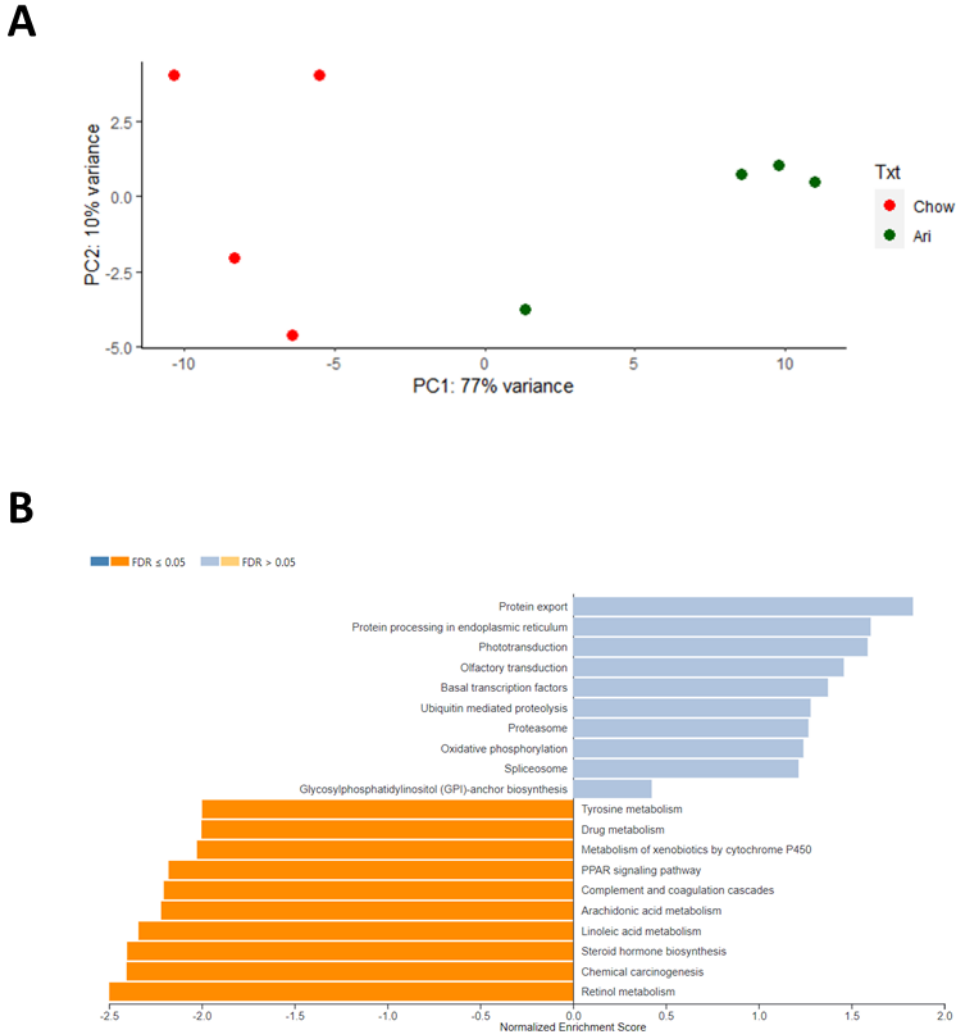 A
2.5
0.0
-2.5
-5.0
PC2: 10% variance
-10
-5
0
5
10
PC1: 77% variance
Txt
Chow
Ari
B
FDR ≤ 0.05
FDR > 0.05
Protein export
Protein processing in endoplasmic reticulum
Phototransduction
Olfactory transduction
Basal transcription factors
Ubiquitin mediated proteolysis
Proteasome
Oxidative phosphorylation
Spliceosome
Glycosylphosphatidylinositol (GPI)-anchor biosynthesis
Tyrosine metabolism
Drug metabolism
Metabolism of xenobiotics by cytochrome P450
PPAR signaling pathway
Complement and coagulation cascades
Arachidonic acid metabolism
Linoleic acid metabolism
Steroid hormone biosynthesis
Chemical carcinogenesis
Retinol metabolism
-2.5
-2.0
-1.5
-1.0
-0.5
0.0
0.5
1.0
1.5
2.0
Normalized Enrichment Score